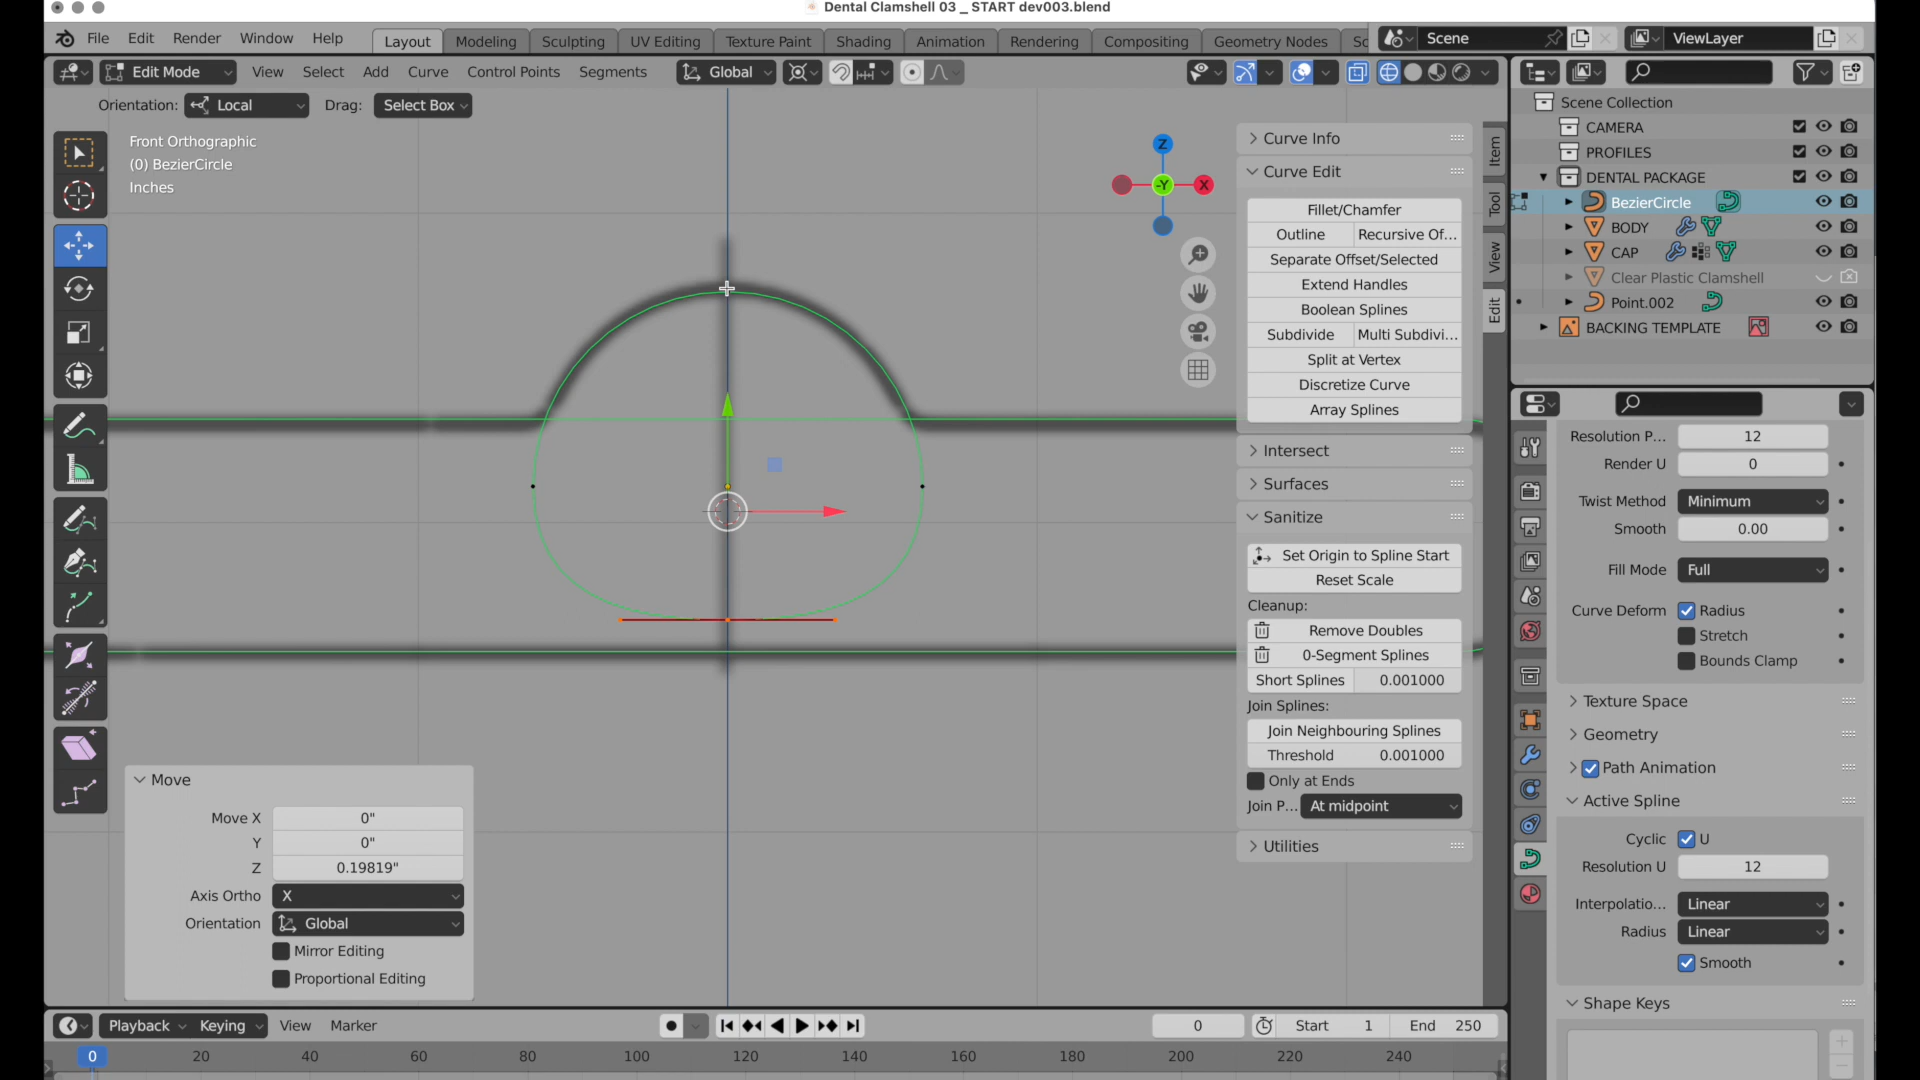 Dental Clamshell 03 _ START dev003.blend
File Edit Render Window Help
Layout Modeling Sculpting UV Editing Texture Paint Shading Animation Rendering Compositing Geometry Nodes Sc
Scene
ViewLayer
Edit Mode View Select Add Curve Control Points Segments Global
Orientation: Local Drag: Select Box
Front Orthographic
(0) BezierCircle
Inches
Z
X
-Y
Curve Info
Curve Edit
Fillet/Chamfer
Outline Recursive Of...
Separate Offset/Selected
Extend Handles
Boolean Splines
Subdivide Multi Subdivi...
Split at Vertex
Discretize Curve
Array Splines
Intersect
Surfaces
Sanitize
Set Origin to Spline Start
Reset Scale
Cleanup:
Remove Doubles
0-Segment Splines
Short Splines 0.001000
Join Splines:
Join Neighbouring Splines
Threshold 0.001000
Only at Ends
Join P... At midpoint
Utilities
Item
Tool
View
Edit
Scene Collection
CAMERA
PROFILES
DENTAL PACKAGE
BezierCircle
BODY
CAP
Clear Plastic Clamshell
Point.002
BACKING TEMPLATE
Resolution P... 12
Render U 0
Twist Method Minimum
Smooth 0.00
Fill Mode Full
Curve Deform Radius
Stretch
Bounds Clamp
Texture Space
Geometry
Path Animation
Active Spline
Cyclic U
Resolution U 12
Interpolatio... Linear
Radius Linear
Smooth
Shape Keys
Move
Move X 0"
Y 0"
Z 0.19819"
Axis Ortho X
Orientation Global
Mirror Editing
Proportional Editing
Playback Keying View Marker
0 Start 1 End 250
0 20 40 60 80 100 120 140 160 180 200 220 240